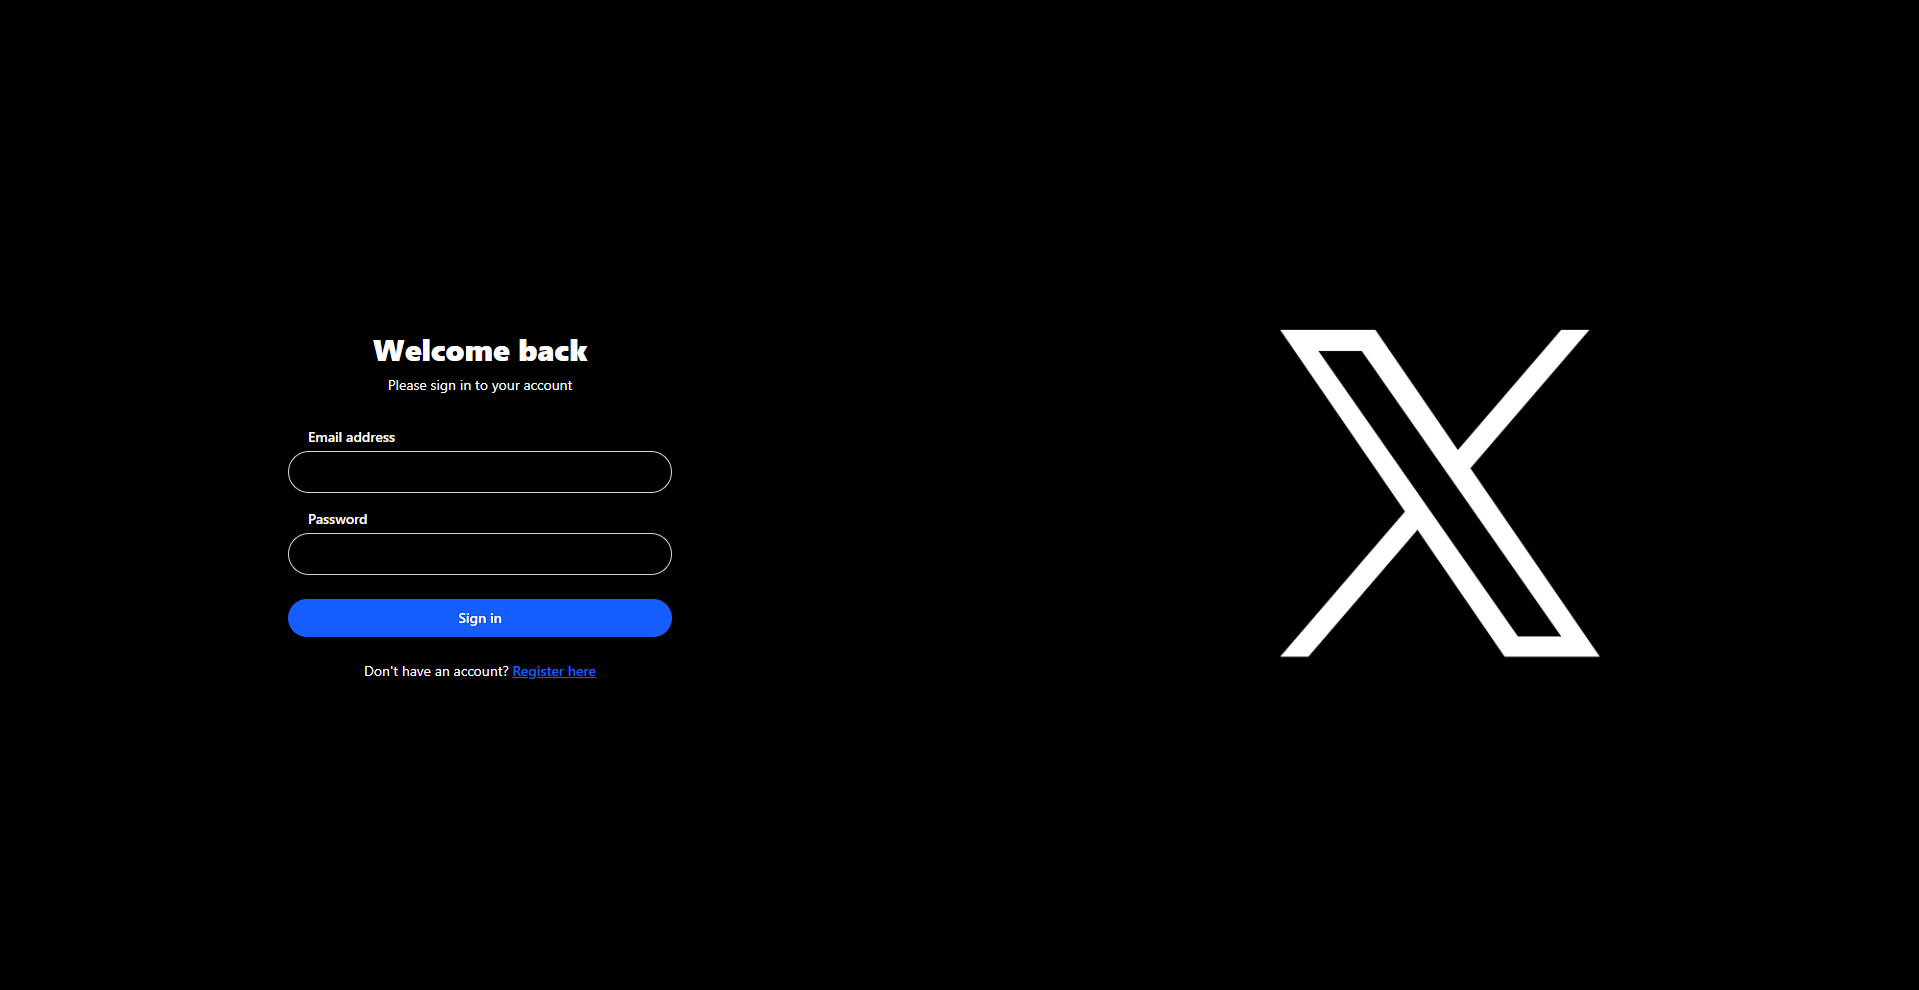 Welcome back
Please sign in to your account
Email address
Password
Sign in
Don't have an account? Register here
X